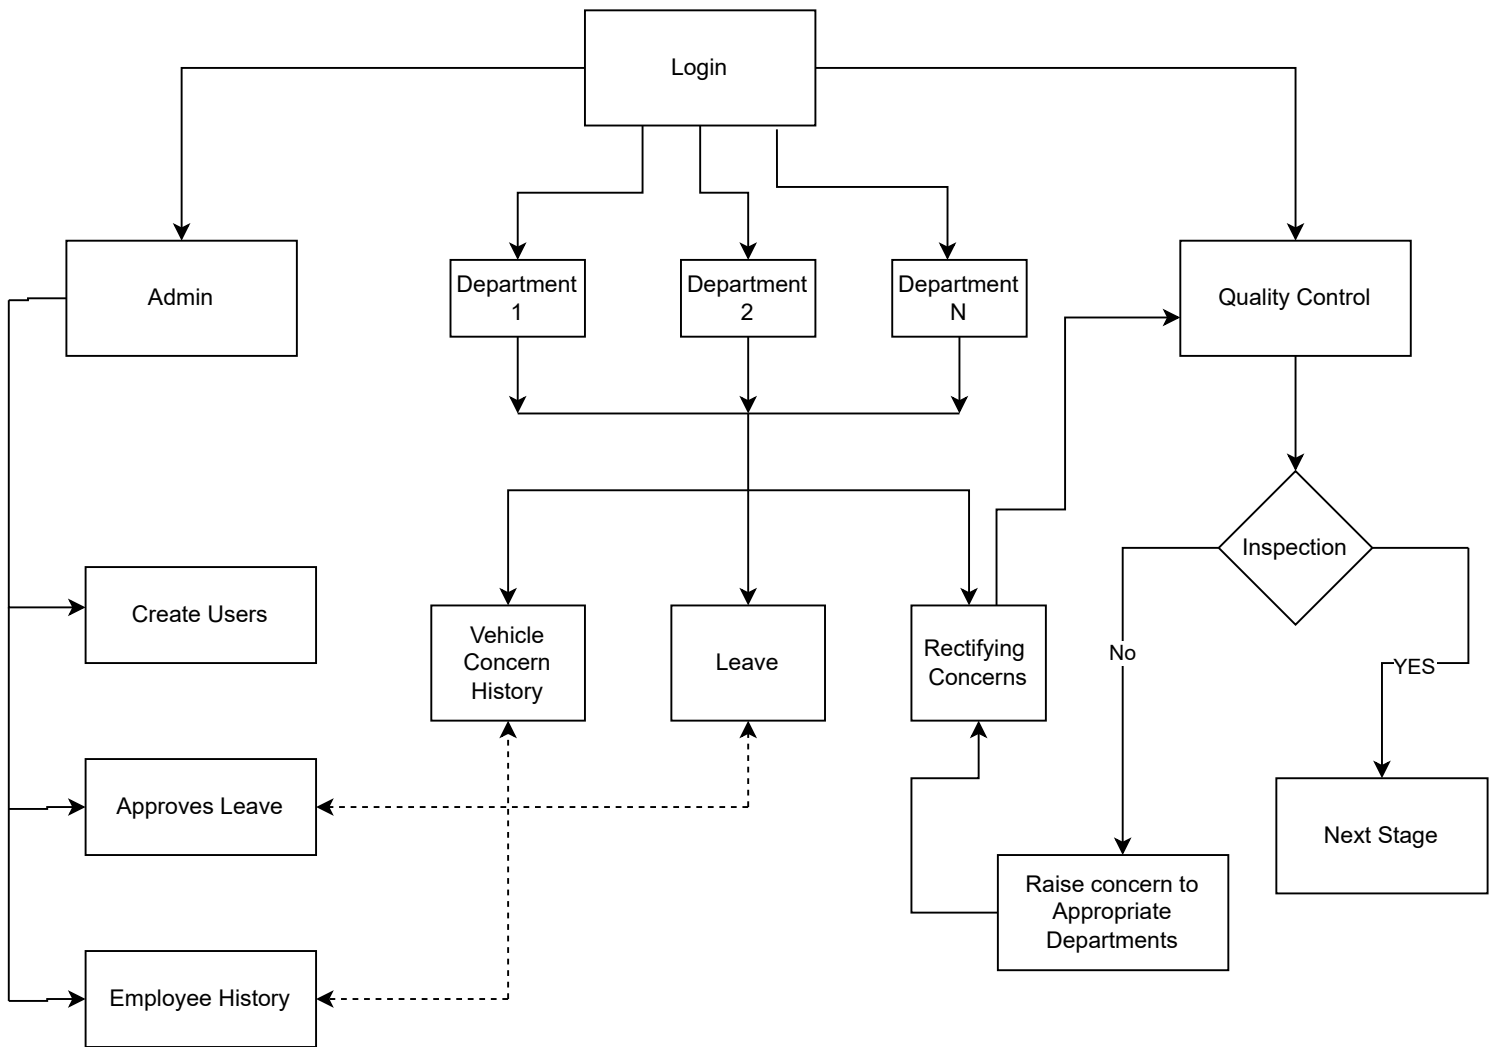 Login
Admin
Department
1
Department
2
Department
N
Quality Control
Inspection
Create Users
Vehicle
Concern
History
Leave
Rectifying
Concerns
No
YES
Approves Leave
Next Stage
Raise concern to
Appropriate
Departments
Employee History